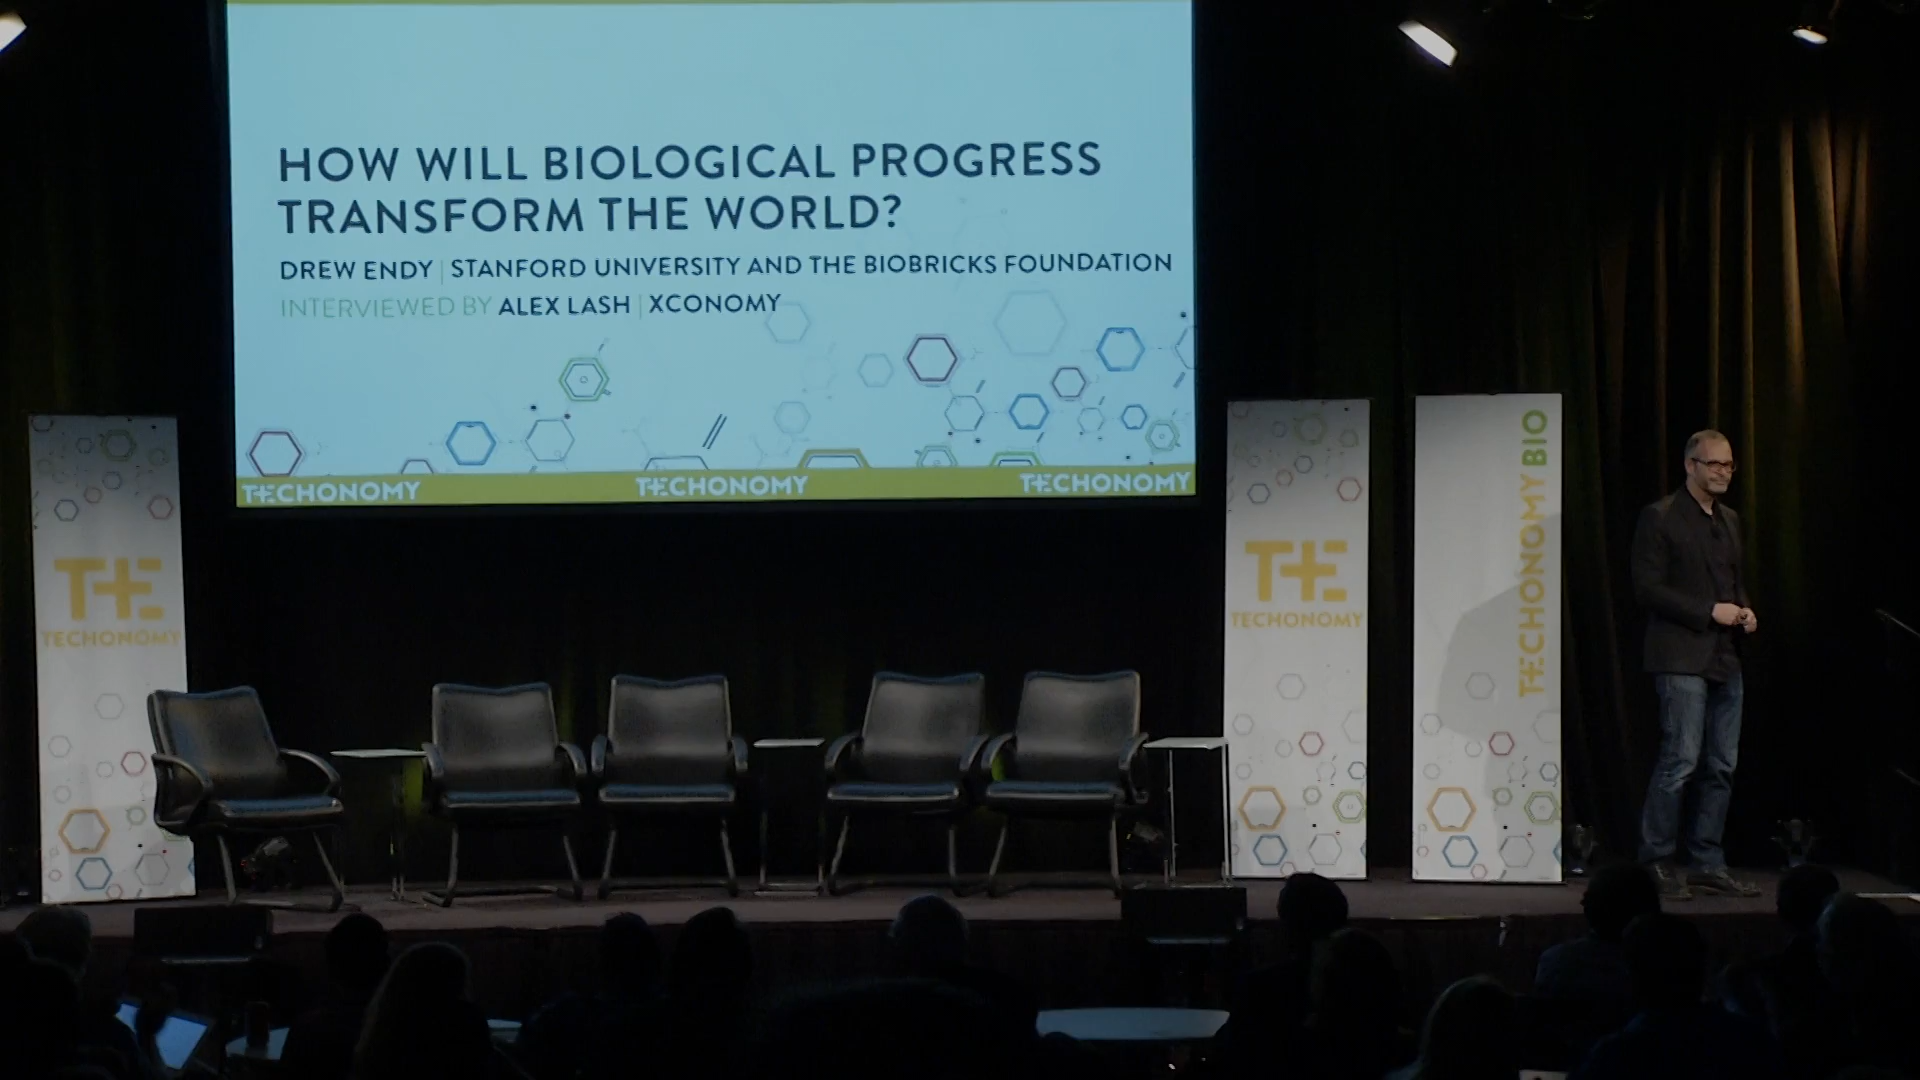 HOW WILL BIOLOGICAL PROGRESS
TRANSFORM THE WORLD?
DREW ENDY | STANFORD UNIVERSITY AND THE BIOBRICKS FOUNDATION
INTERVIEWED BY ALEX LASH | XCONOMY
TECHONOMY TECHONOMY TECHONOMY
T+E
TECHONOMY
T+E
TECHONOMY
TECHONOMY BIO